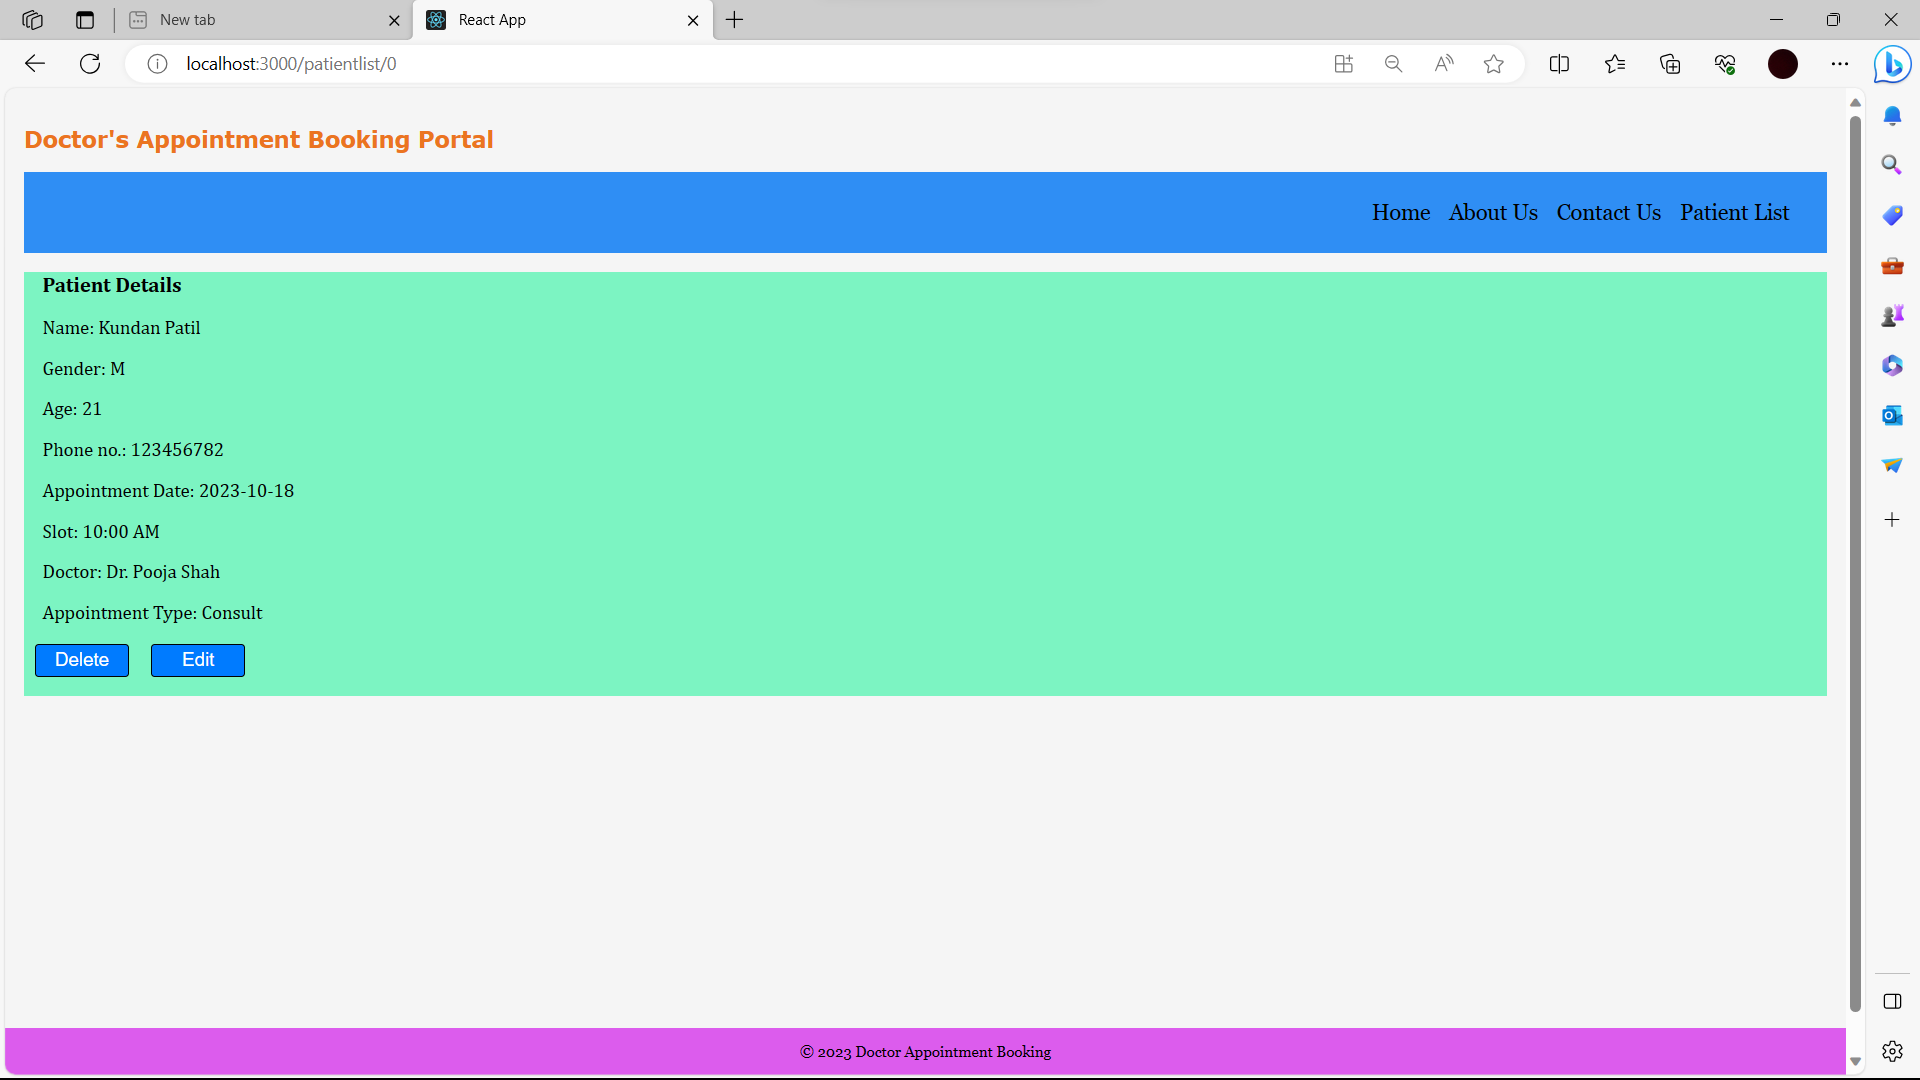 New tab
React App
localhost:3000/patientlist/0
Doctor's Appointment Booking Portal
Home About Us Contact Us Patient List
Patient Details
Name: Kundan Patil
Gender: M
Age: 21
Phone no.: 123456782
Appointment Date: 2023-10-18
Slot: 10:00 AM
Doctor: Dr. Pooja Shah
Appointment Type: Consult
Delete Edit
© 2023 Doctor Appointment Booking